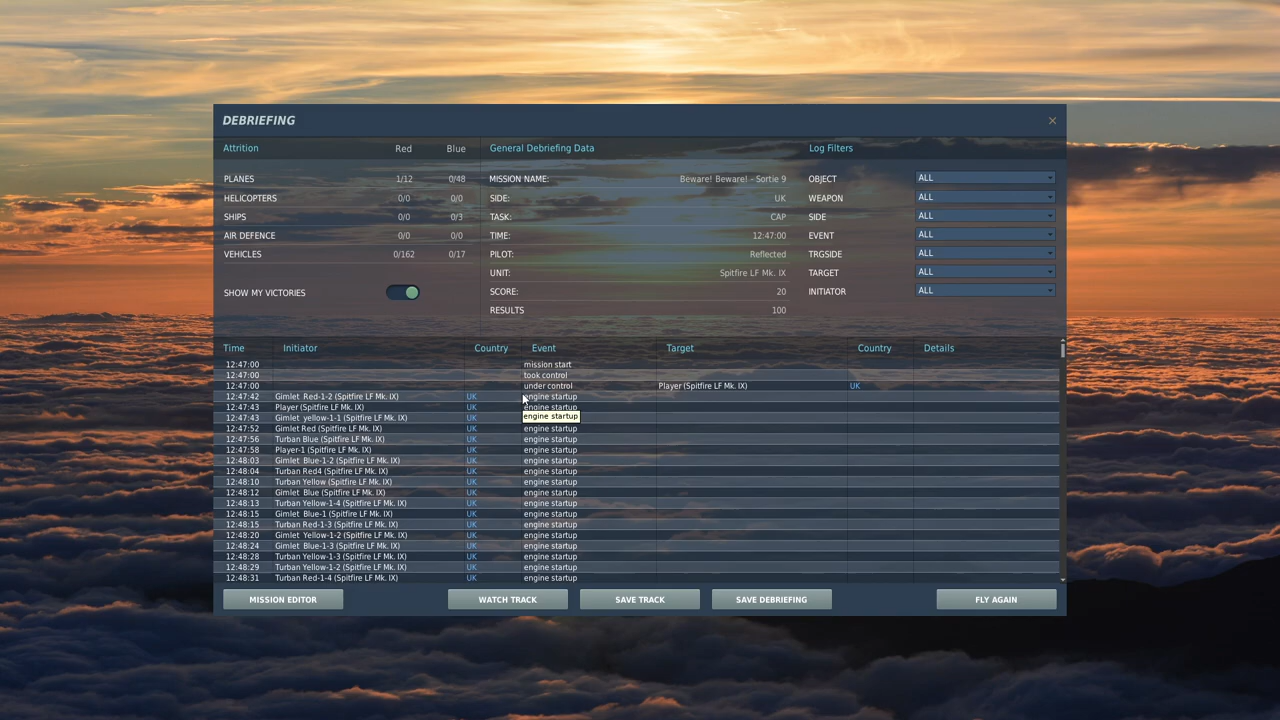 DEBRIEFING ×
Attrition Red Blue General Debriefing Data Log Filters
PLANES 1/12 0/48 MISSION NAME: Beware! Beware! - Sortie 9 OBJECT ALL
HELICOPTERS 0/0 0/0 SIDE: UK WEAPON ALL
SHIPS 0/0 0/3 TASK: CAP SIDE ALL
AIR DEFENCE 0/0 0/0 TIME: 12:47:00 EVENT ALL
VEHICLES 0/162 0/17 PILOT: Reflected TRGSIDE ALL
UNIT: Spitfire LF Mk. IX TARGET ALL
SHOW MY VICTORIES SCORE: 20 INITIATOR ALL
RESULTS 100
Time Initiator Country Event Target Country Details
12:47:00 mission start
12:47:00 took control
12:47:00 under control Player (Spitfire LF Mk. IX) UK
12:47:42 Gimlet Red-1-2 (Spitfire LF Mk. IX) UK engine startup
12:47:43 Player (Spitfire LF Mk. IX) UK engine startup
12:47:43 Gimlet yellow-1-1 (Spitfire LF Mk. IX) UK engine startup
12:47:52 Gimlet Red (Spitfire LF Mk. IX) UK engine startup
12:47:56 Turban Blue (Spitfire LF Mk. IX) UK engine startup
12:47:58 Player-1 (Spitfire LF Mk. IX) UK engine startup
12:48:03 Gimlet Blue-1-2 (Spitfire LF Mk. IX) UK engine startup
12:48:04 Turban Red4 (Spitfire LF Mk. IX) UK engine startup
12:48:10 Turban Yellow (Spitfire LF Mk. IX) UK engine startup
12:48:12 Gimlet Blue (Spitfire LF Mk. IX) UK engine startup
12:48:13 Turban Yellow-1-4 (Spitfire LF Mk. IX) UK engine startup
12:48:15 Gimlet Blue-1 (Spitfire LF Mk. IX) UK engine startup
12:48:15 Turban Red-1-3 (Spitfire LF Mk. IX) UK engine startup
12:48:20 Gimlet Yellow-1-2 (Spitfire LF Mk. IX) UK engine startup
12:48:24 Gimlet Blue-1-3 (Spitfire LF Mk. IX) UK engine startup
12:48:28 Turban Yellow-1-3 (Spitfire LF Mk. IX) UK engine startup
12:48:29 Turban Yellow-1-2 (Spitfire LF Mk. IX) UK engine startup
12:48:31 Turban Red-1-4 (Spitfire LF Mk. IX) UK engine startup
MISSION EDITOR WATCH TRACK SAVE TRACK SAVE DEBRIEFING FLY AGAIN